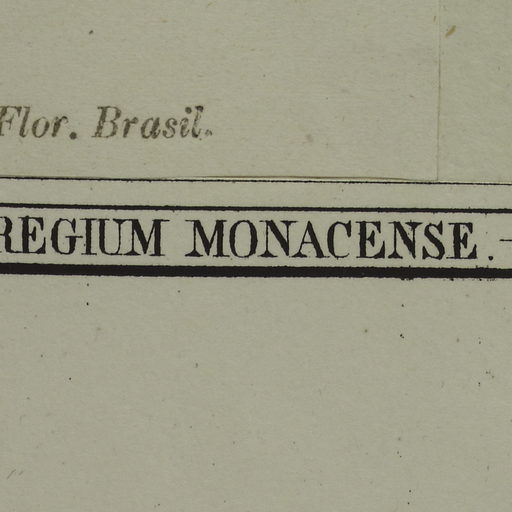 Flor. Brasil.
REGIUM MONACENSE.